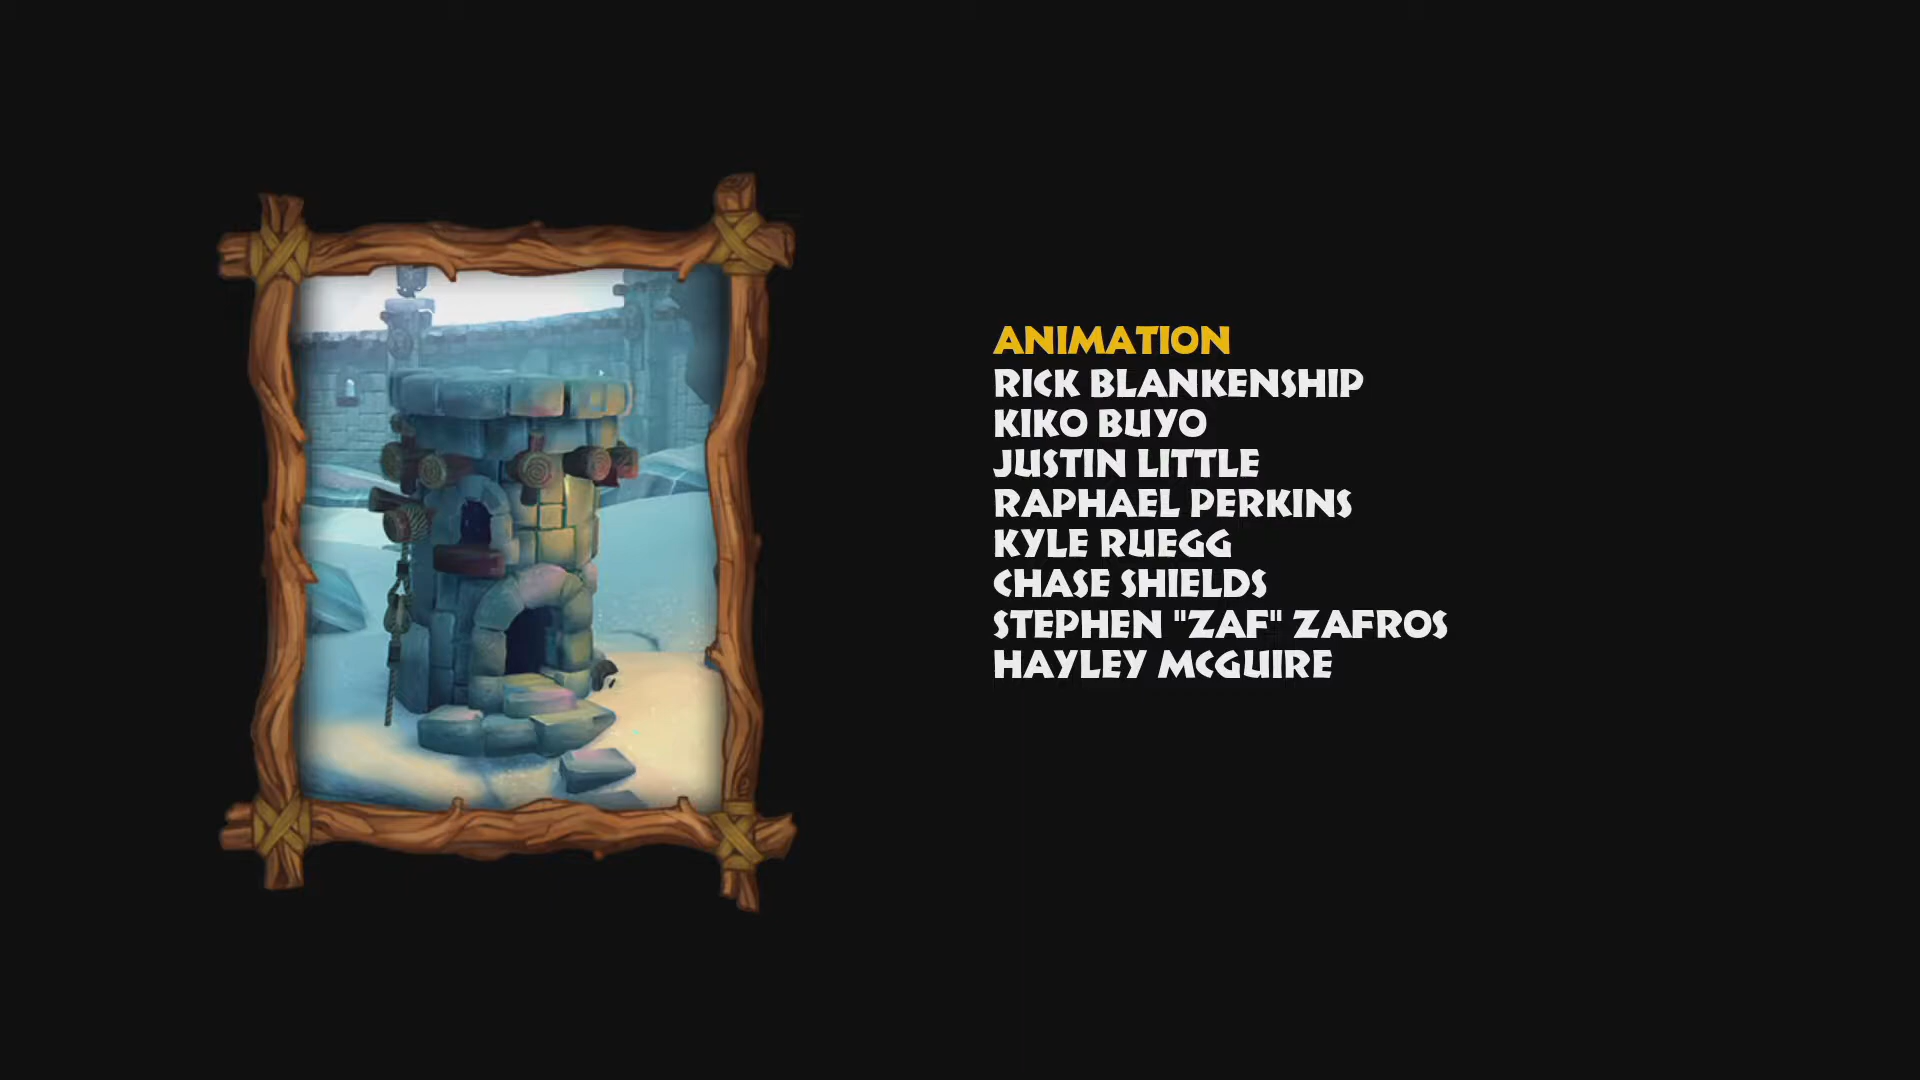 ANIMATION
RICK BLANKENSHIP
KIKO BUYO
JUSTIN LITTLE
RAPHAEL PERKINS
KYLE RUEGG
CHASE SHIELDS
STEPHEN "ZAF" ZAFROS
HAYLEY MCGUIRE